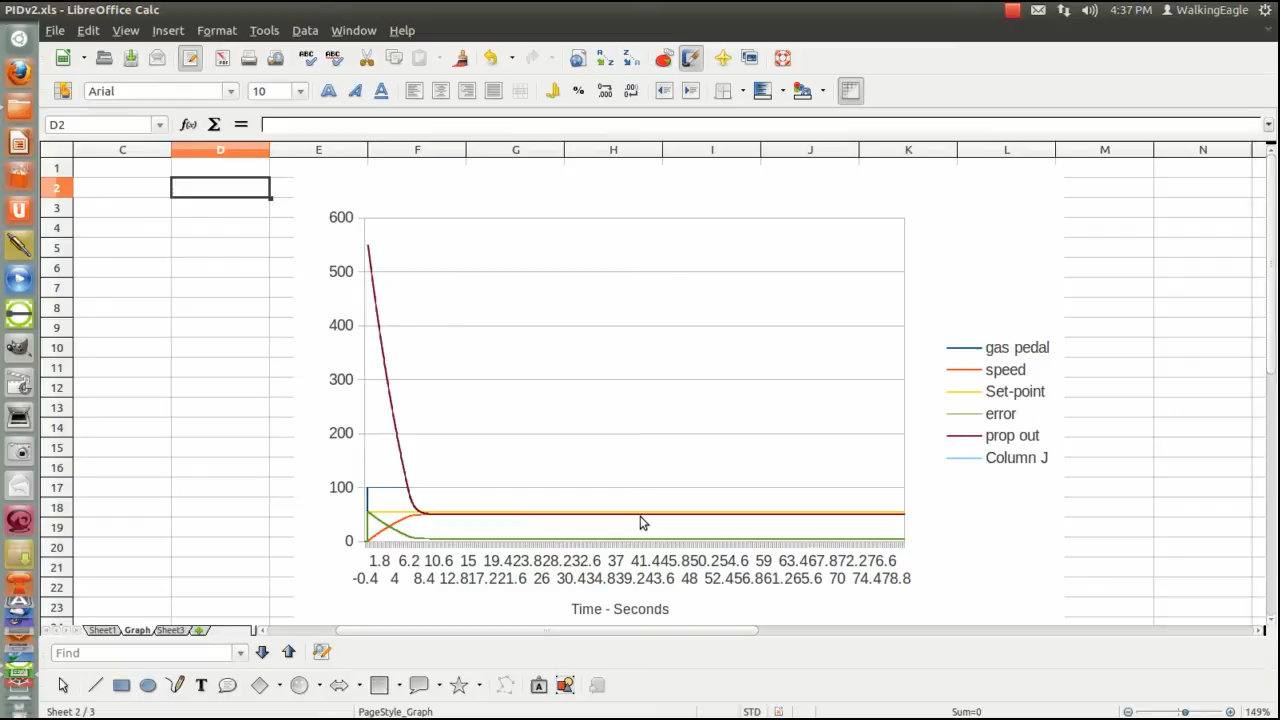 PIDv2.xls - LibreOffice Calc
4:37 PM WalkingEagle
File Edit View Insert Format Tools Data Window Help
Arial 10
D2 f(x) Σ =
C D E F G H I J K L M N
1
2
3
4
5
6
7
8
9
10
11
12
13
14
15
16
17
18
19
20
21
22
23
600
500
400
300
200
100
0
1.8 6.2 10.6 15 19.423.828.232.6 37 41.445.850.254.6 59 63.467.872.276.6
-0.4 4 8.4 12.817.221.6 26 30.434.839.243.6 48 52.456.861.265.6 70 74.478.8
Time - Seconds
gas pedal
speed
Set-point
error
prop out
Column J
Sheet1 Graph Sheet3
Find
Sheet 2 / 3 PageStyle_Graph STD Sum=0 149%